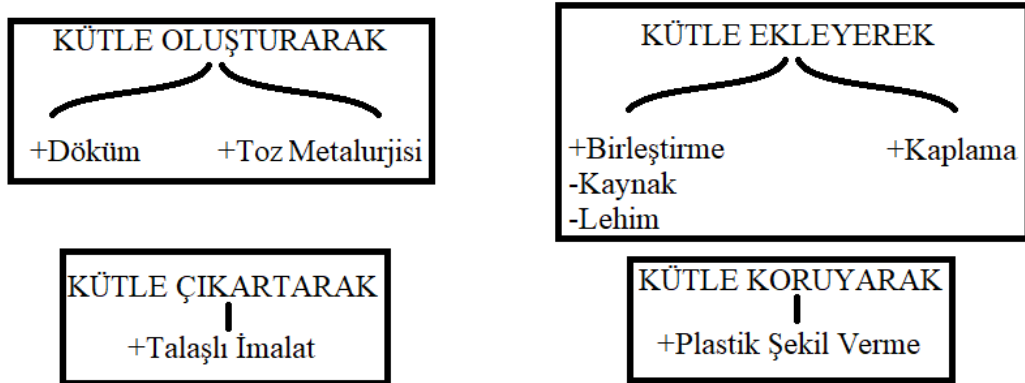 KÜTLE OLUŞTURARAK
+Döküm
+Toz Metalurjisi
KÜTLE EKLEYEREK
+Birleştirme
-Kaynak
-Lehim
+Kaplama
KÜTLE ÇIKARTARAK
+Talaşlı İmalat
KÜTLE KORUYARAK
+Plastik Şekil Verme